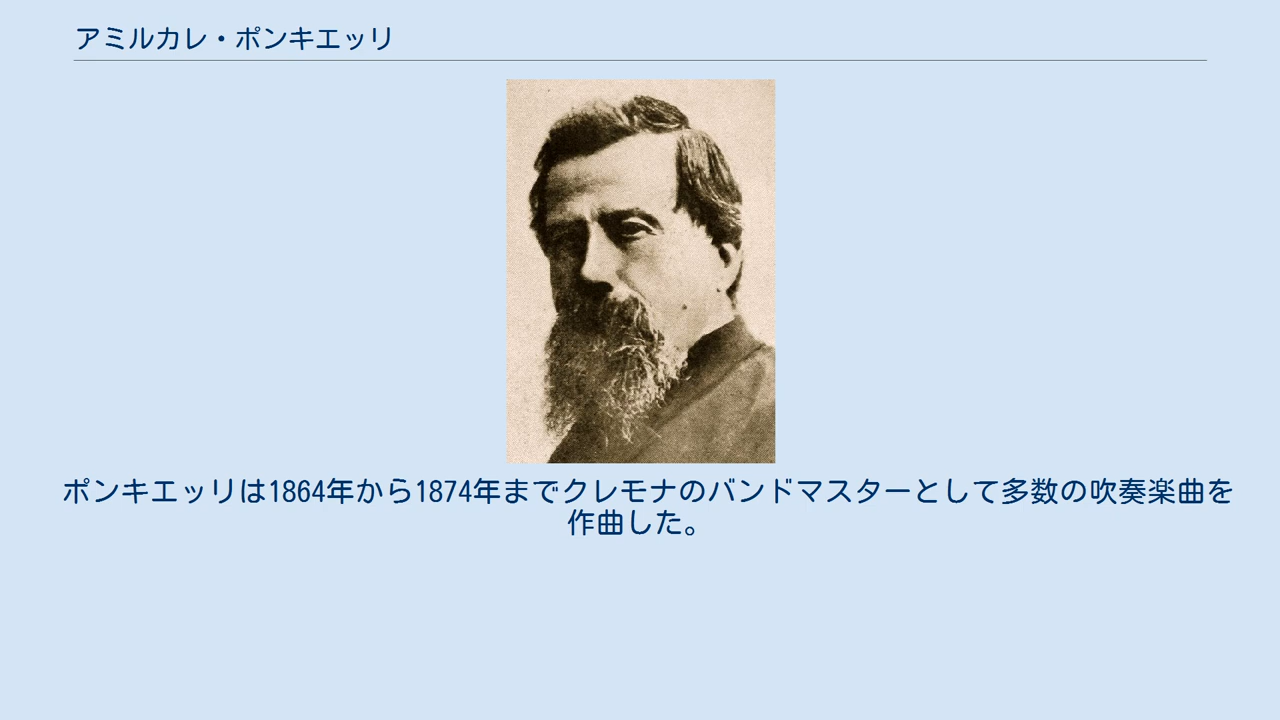 アミルカレ・ポンキエッリ
ポンキエッリは1864年から1874年までクレモナのバンドマスターとして多数の吹奏楽曲を
作曲した。